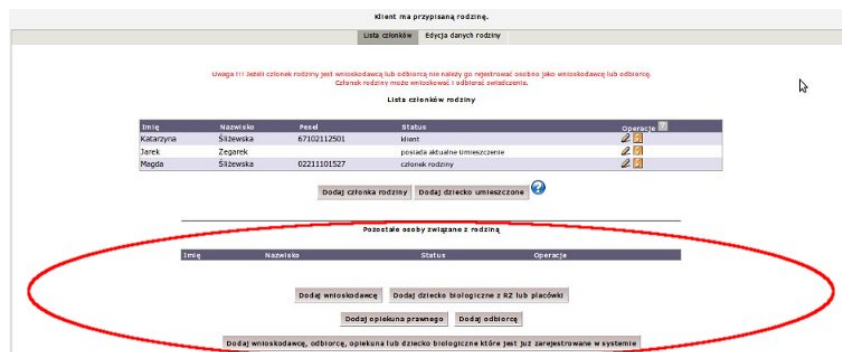 Klient ma przypisaną rodzinę.
Lista członków Edycja danych rodziny
Uwaga !!! Jeżeli członek rodziny jest wnioskodawcą lub odbiorcą nie należy go rejestrować osobno jako wnioskodawcę lub odbiorcę.
Członek rodziny może wnioskować i odbierać świadczenia.
Lista członków rodziny
Imię Nazwisko Pesel Status Operacje ?
Katarzyna Śliżewska 67102112501 klient
Jarek Zegarek posiada aktualne Umieszczenie
Magda Śliżewska 02211101527 członek rodziny
Dodaj członka rodziny Dodaj dziecko umieszczone ?
Pozostałe osoby związane z rodziną
Imię Nazwisko Status Operacje
Dodaj wnioskodawcę Dodaj dziecko biologiczne z RZ lub placówki
Dodaj opiekuna prawnego Dodaj odbiorcę
Dodaj wnioskodawcę, odbiorcę, opiekuna lub dziecko biologiczne które jest już zarejestrowane w systemie